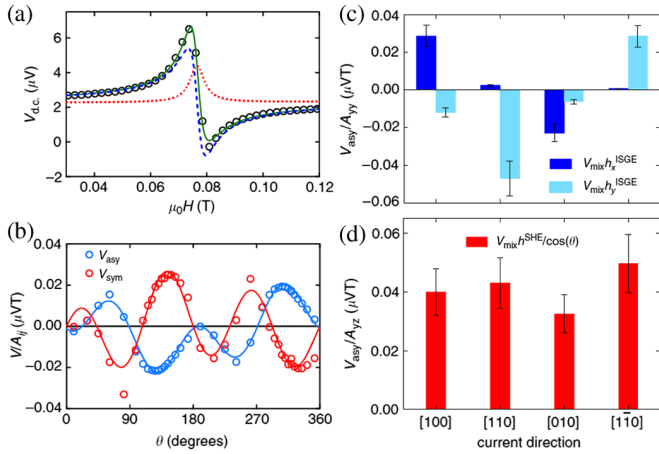 (a)
V_d.c. (μV)
6
4
2
0
−2
0.04 0.06 0.08 0.10 0.12
μ₀H (T)
(b)
V_asy
V_sym
V/A_ij (μVT)
0.04
0.02
0.00
−0.02
−0.04
0 90 180 270 360
θ (degrees)
(c)
V_asy/A_yy (μVT)
0.04
0.02
0.00
−0.02
−0.04
−0.06
V_mix h_x^ISGE
V_mix h_y^ISGE
(d)
V_mix h^SHE/cos(θ)
V_asy/A_yz (μVT)
0.06
0.04
0.02
0.00
[100] [110] [010] [11̅0]
current direction